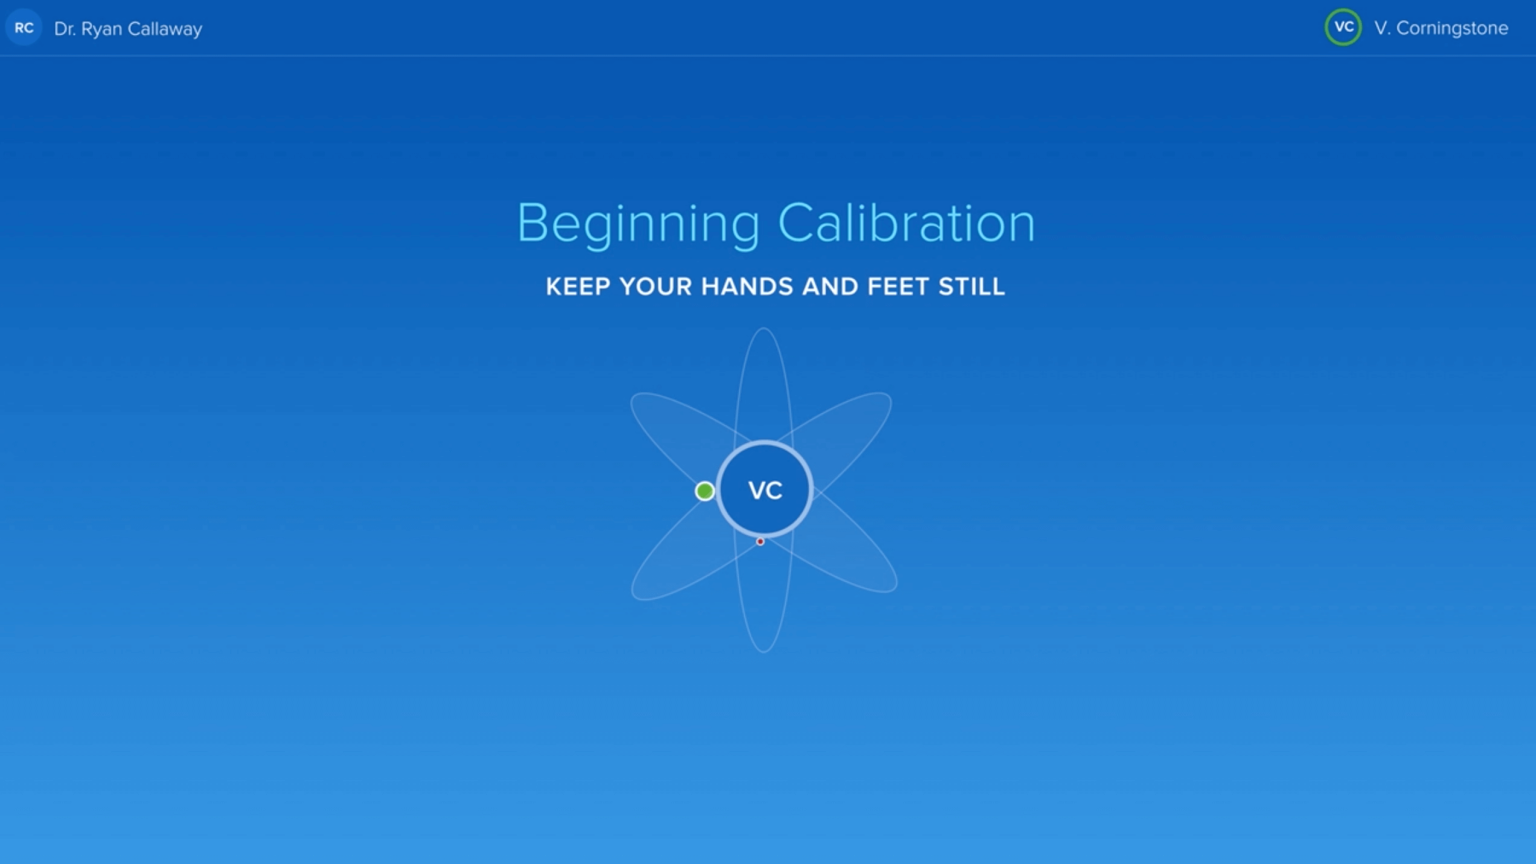 RC Dr. Ryan Callaway
VC V. Corningstone
Beginning Calibration
KEEP YOUR HANDS AND FEET STILL
VC